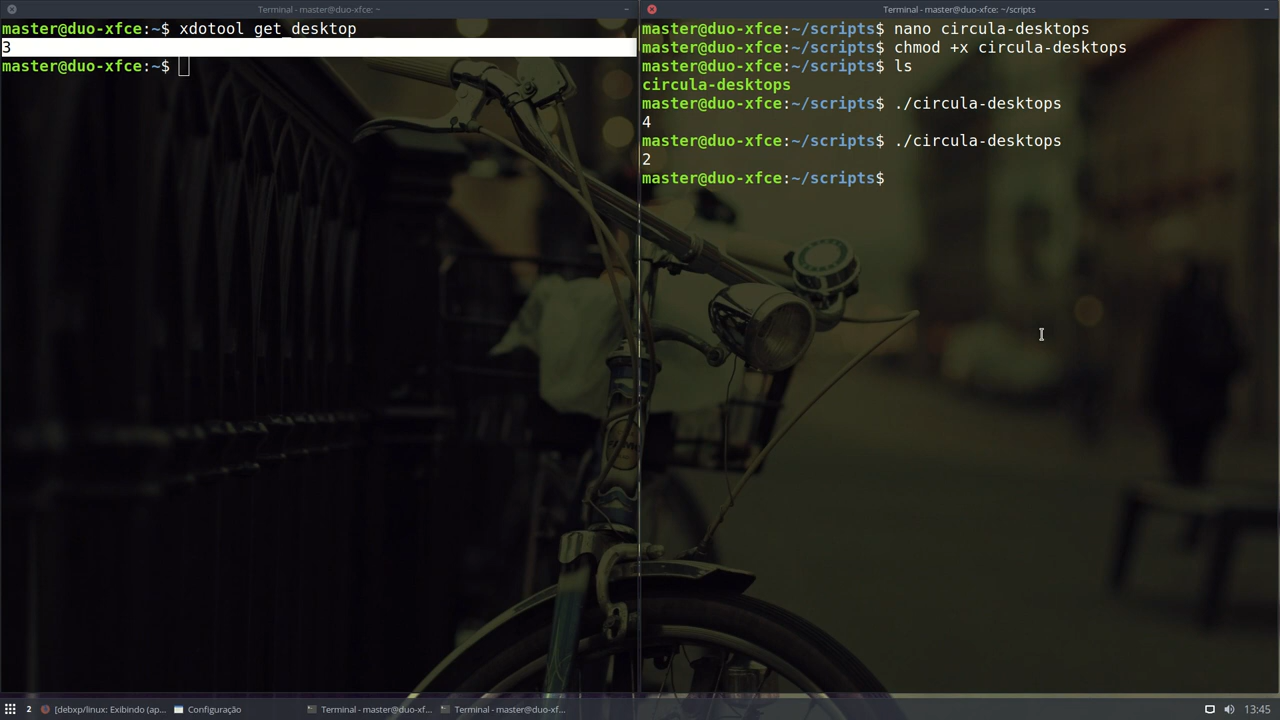 Terminal - master@duo-xfce: ~
master@duo-xfce:~$ xdotool get_desktop
3
master@duo-xfce:~$
Terminal - master@duo-xfce: ~/scripts
master@duo-xfce:~/scripts$ nano circula-desktops
master@duo-xfce:~/scripts$ chmod +x circula-desktops
master@duo-xfce:~/scripts$ ls
circula-desktops
master@duo-xfce:~/scripts$ ./circula-desktops
4
master@duo-xfce:~/scripts$ ./circula-desktops
2
master@duo-xfce:~/scripts$
2 [debxp/linux: Exibindo (ap... Configuração Terminal - master@duo-xf... Terminal - master@duo-xf... 13:45